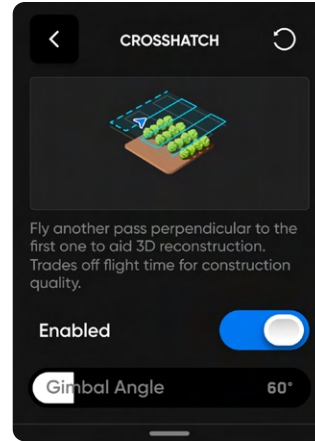 CROSSHATCH
Fly another pass perpendicular to the
first one to aid 3D reconstruction.
Trades off flight time for construction
quality.
Enabled
Gimbal Angle 60°